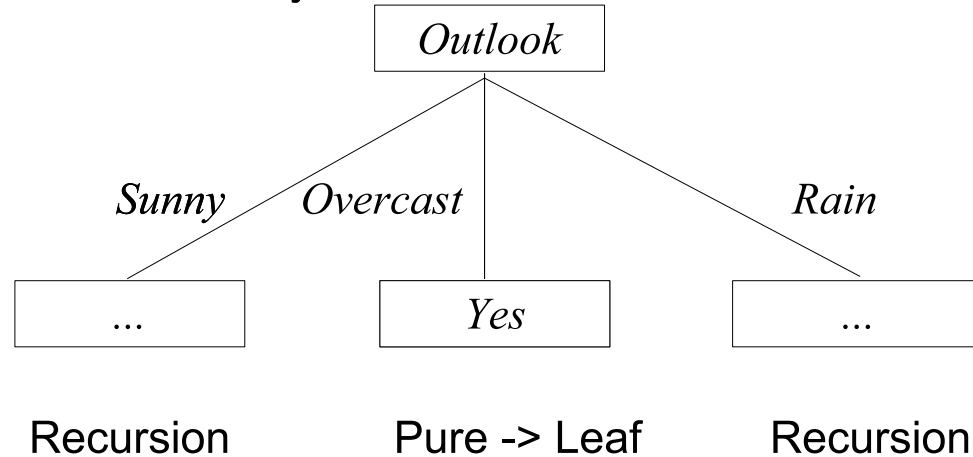 Outlook
Sunny Overcast Rain
... Yes ...
Recursion Pure -> Leaf Recursion